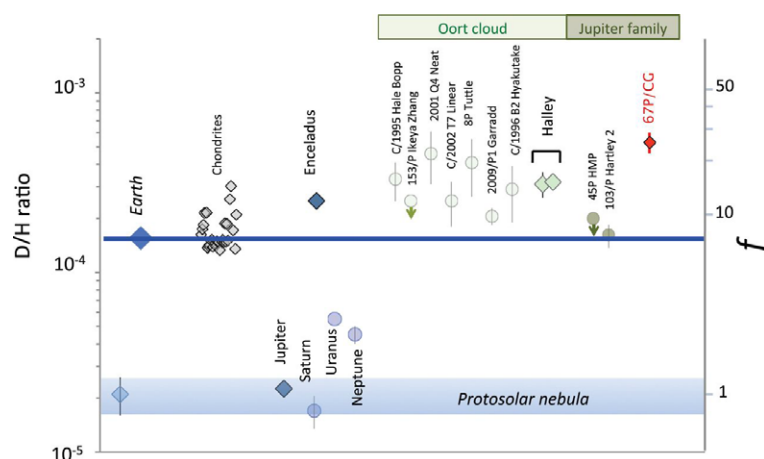 Oort cloud
Jupiter family
10-3
10-4
10-5
D/H ratio
Earth
Chondrites
Enceladus
C/1995 Hale Bopp
153/P Ikeya Zhang
2001 Q4 Neat
C/2002 T7 Linear
8P Tuttle
2009/P1 Garradd
C/1996 B2 Hyakutake
Halley
45P HMP
103/P Hartley 2
67P/CG
50
10
1
f
Jupiter
Saturn
Uranus
Neptune
Protosolar nebula